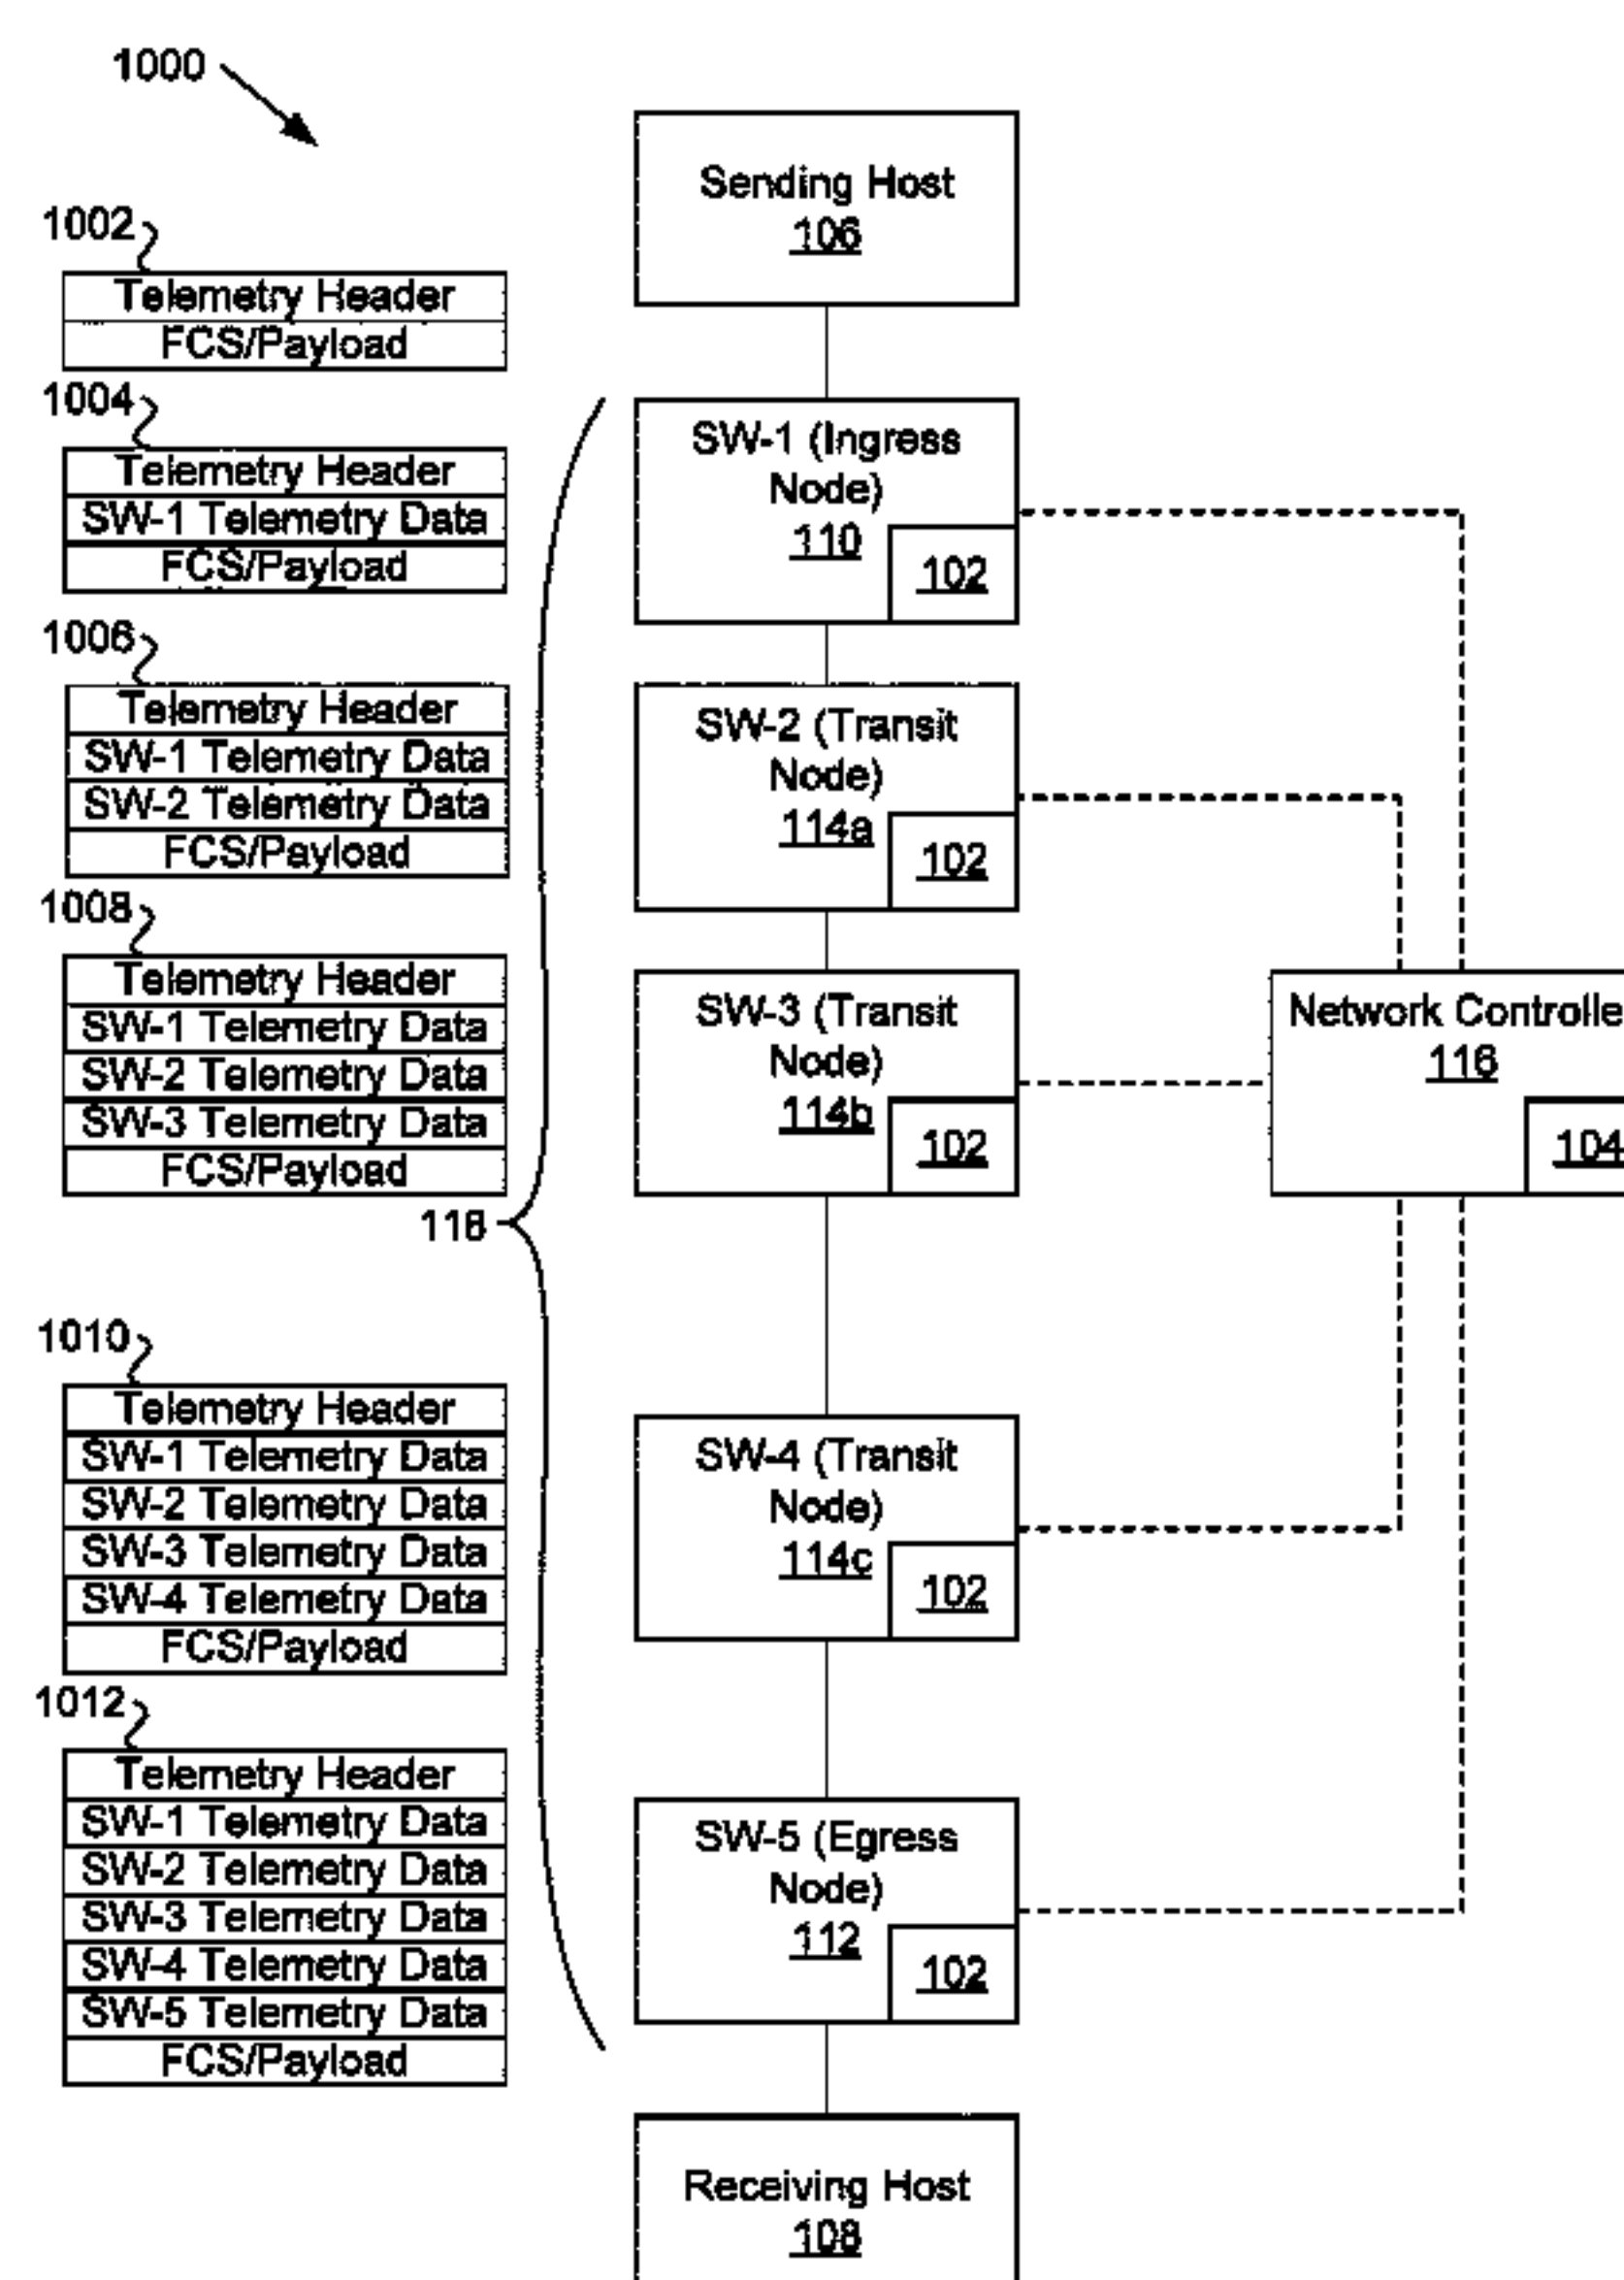 1000
Sending Host
106
1002
Telemetry Header
FCS/Payload
1004
Telemetry Header
SW-1 Telemetry Data
FCS/Payload
SW-1 (Ingress
Node)
110
102
1006
Telemetry Header
SW-1 Telemetry Data
SW-2 Telemetry Data
FCS/Payload
SW-2 (Transit
Node)
114a
102
1008
Telemetry Header
SW-1 Telemetry Data
SW-2 Telemetry Data
SW-3 Telemetry Data
FCS/Payload
SW-3 (Transit
Node)
114b
102
Network Controlle
116
104
118
1010
Telemetry Header
SW-1 Telemetry Data
SW-2 Telemetry Data
SW-3 Telemetry Data
SW-4 Telemetry Data
FCS/Payload
SW-4 (Transit
Node)
114c
102
1012
Telemetry Header
SW-1 Telemetry Data
SW-2 Telemetry Data
SW-3 Telemetry Data
SW-4 Telemetry Data
SW-5 Telemetry Data
FCS/Payload
SW-5 (Egress
Node)
112
102
Receiving Host
108